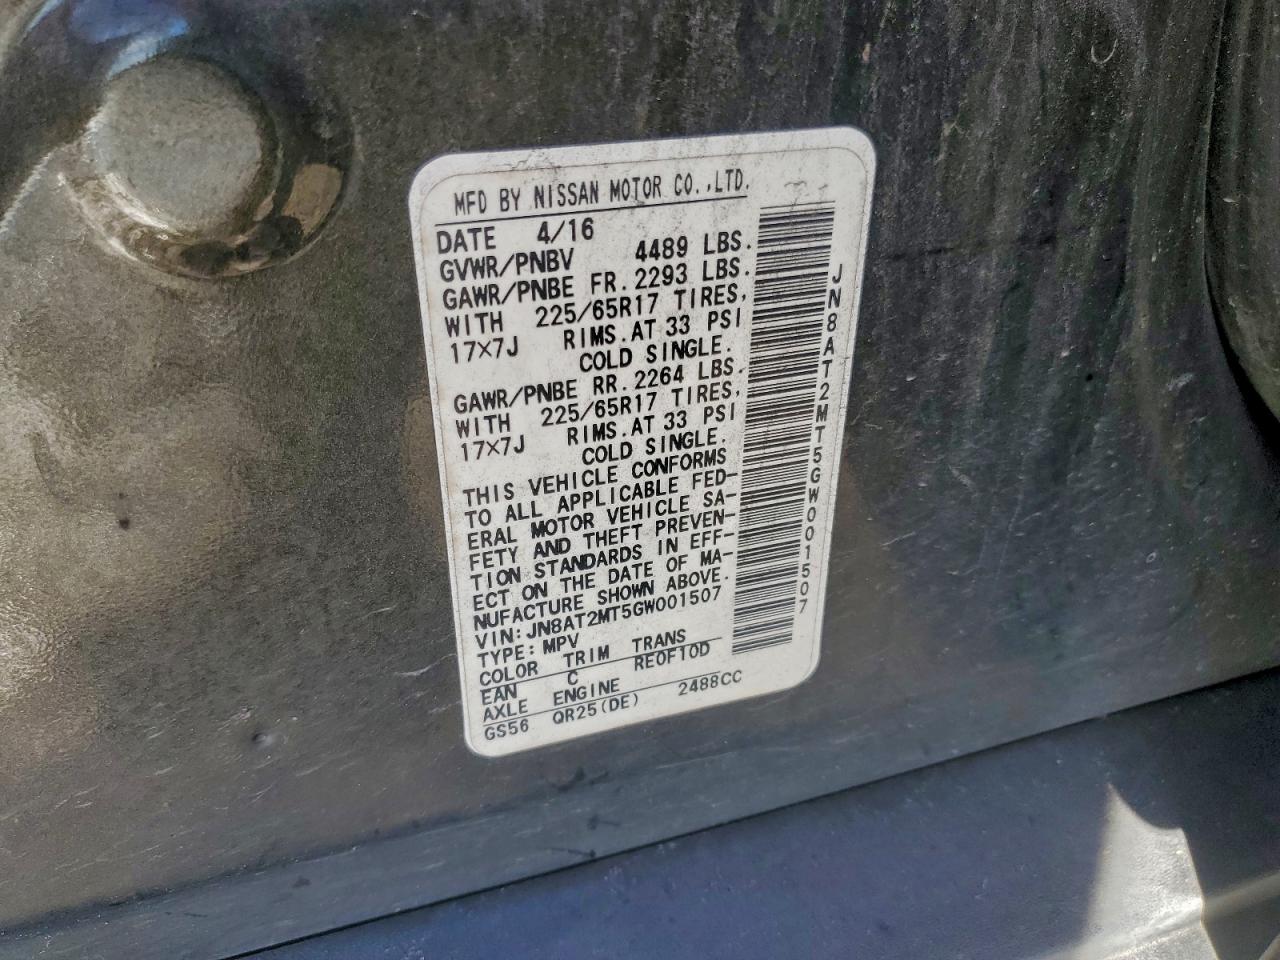 MFD BY NISSAN MOTOR CO.,LTD.
DATE 4/16
GVWR/PNBV 4489 LBS.
GAWR/PNBE FR. 2293 LBS.
WITH 225/65R17 TIRES,
17×7J RIMS.AT 33 PSI
COLD SINGLE.
GAWR/PNBE RR. 2264 LBS.
WITH 225/65R17 TIRES,
17×7J RIMS.AT 33 PSI
COLD SINGLE.
THIS VEHICLE CONFORMS
TO ALL APPLICABLE FED-
ERAL MOTOR VEHICLE SA-
FETY AND THEFT PREVEN-
TION STANDARDS IN EFF-
ECT ON THE DATE OF MA-
NUFACTURE SHOWN ABOVE.
VIN:JN8AT2MT5GW001507
TYPE:MPV
COLOR TRIM TRANS
EAN C RE0F10D
AXLE ENGINE
GS56 QR25(DE) 2488CC
JN8AT2MT5GW001507